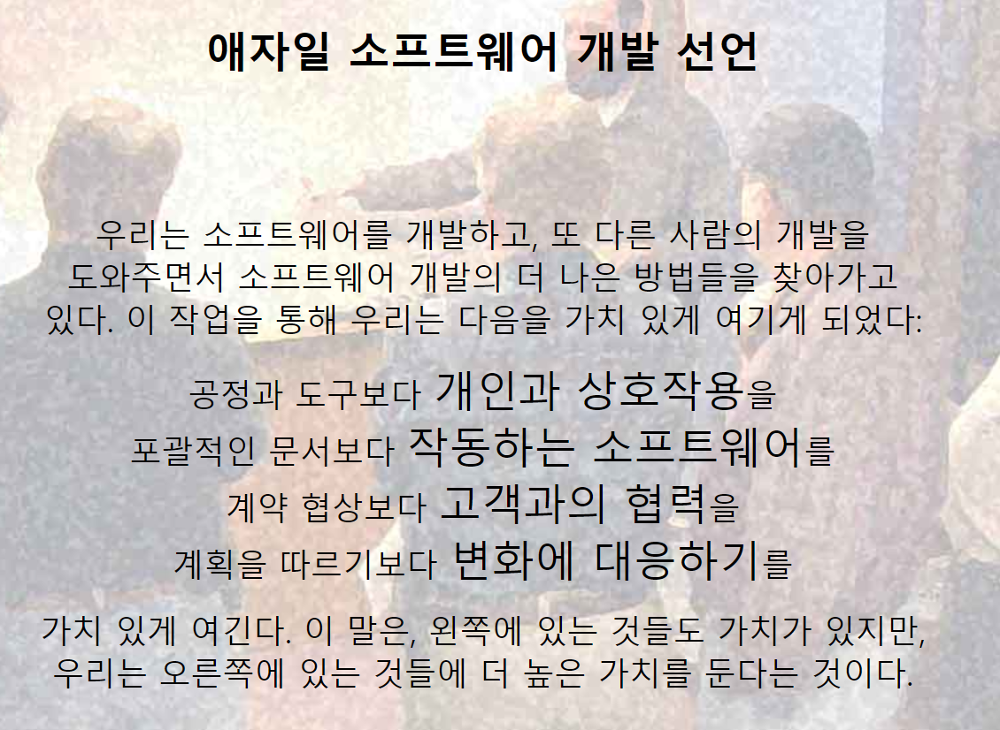 애자일 소프트웨어 개발 선언
우리는 소프트웨어를 개발하고, 또 다른 사람의 개발을
도와주면서 소프트웨어 개발의 더 나은 방법들을 찾아가고
있다. 이 작업을 통해 우리는 다음을 가치 있게 여기게 되었다:
공정과 도구보다 개인과 상호작용을
포괄적인 문서보다 작동하는 소프트웨어를
계약 협상보다 고객과의 협력을
계획을 따르기보다 변화에 대응하기를
가치 있게 여긴다. 이 말은, 왼쪽에 있는 것들도 가치가 있지만,
우리는 오른쪽에 있는 것들에 더 높은 가치를 둔다는 것이다.